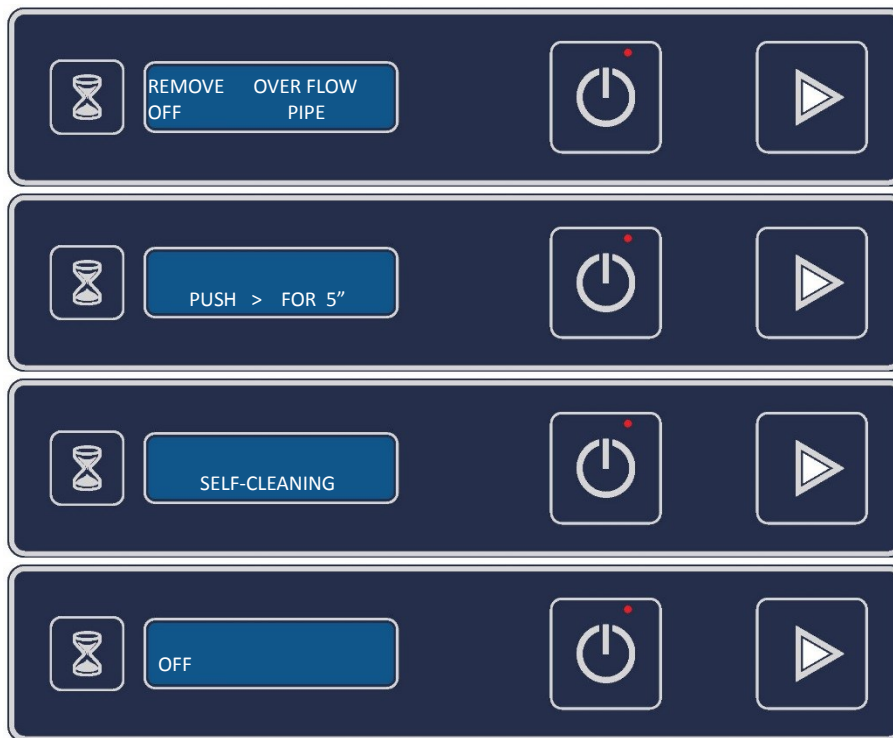 REMOVE OVER FLOW
OFF PIPE
PUSH > FOR 5”
SELF-CLEANING
OFF